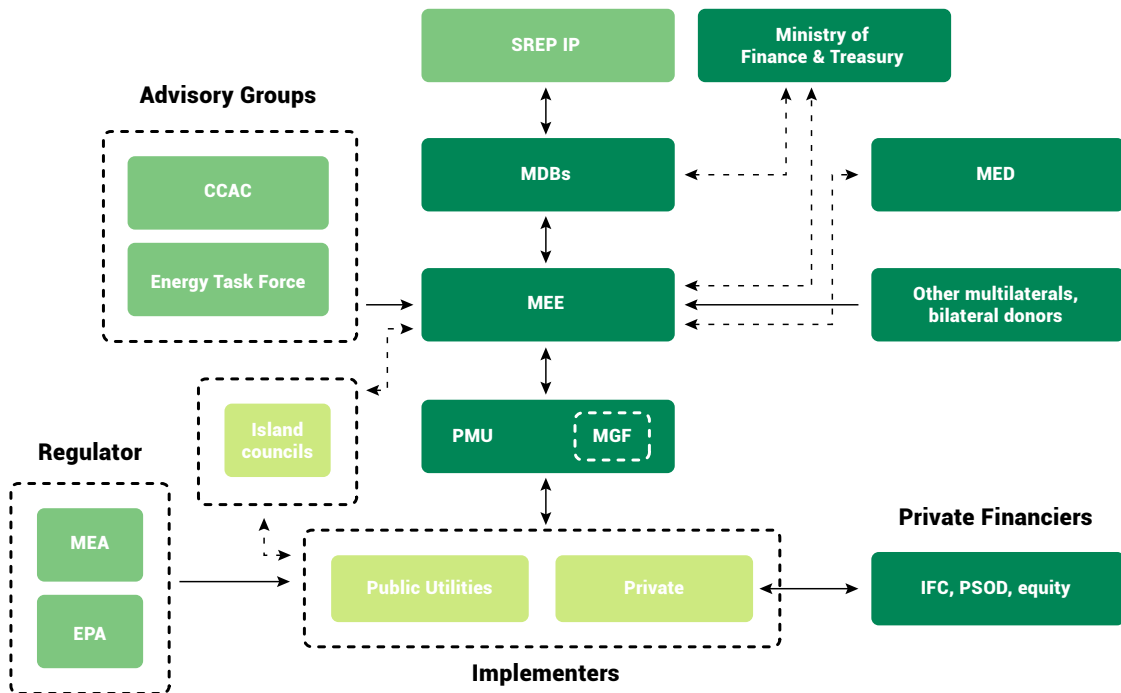 SREP IP
Ministry of
Finance & Treasury
Advisory Groups
CCAC
MDBs
MED
Energy Task Force
MEE
Other multilaterals,
bilateral donors
Island
councils
PMU
MGF
Regulator
MEA
EPA
Private Financiers
Public Utilities
Private
IFC, PSOD, equity
Implementers